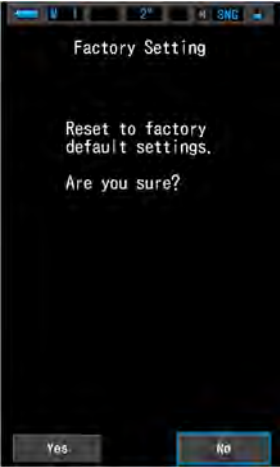 2° SNG
Factory Setting
Reset to factory
default settings.
Are you sure?
Yes No